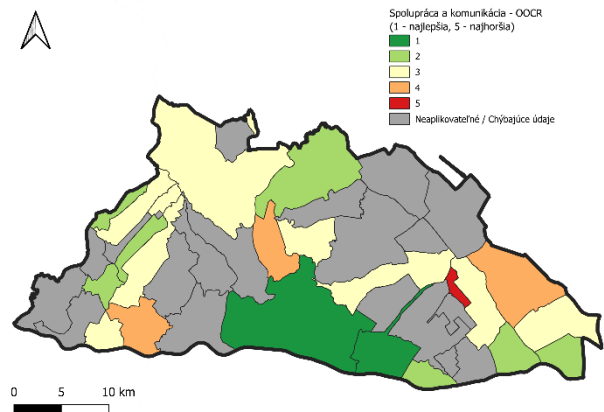 Spolupráca a komunikácia - OOCR
(1 - najlepšia, 5 - najhoršia)
1
2
3
4
5
Neaplikovateľné / Chýbajúce údaje
0 5 10 km